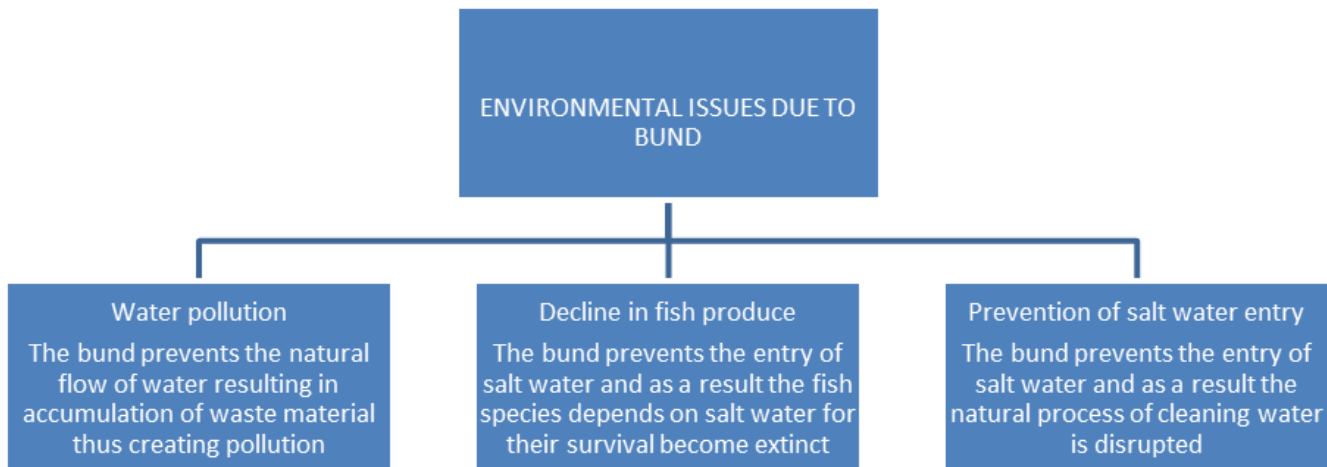 ENVIRONMENTAL ISSUES DUE TO
BUND
Water pollution
The bund prevents the natural
flow of water resulting in
accumulation of waste material
thus creating pollution
Decline in fish produce
The bund prevents the entry of
salt water and as a result the fish
species depends on salt water for
their survival become extinct
Prevention of salt water entry
The bund prevents the entry of
salt water and as a result the
natural process of cleaning water
is disrupted